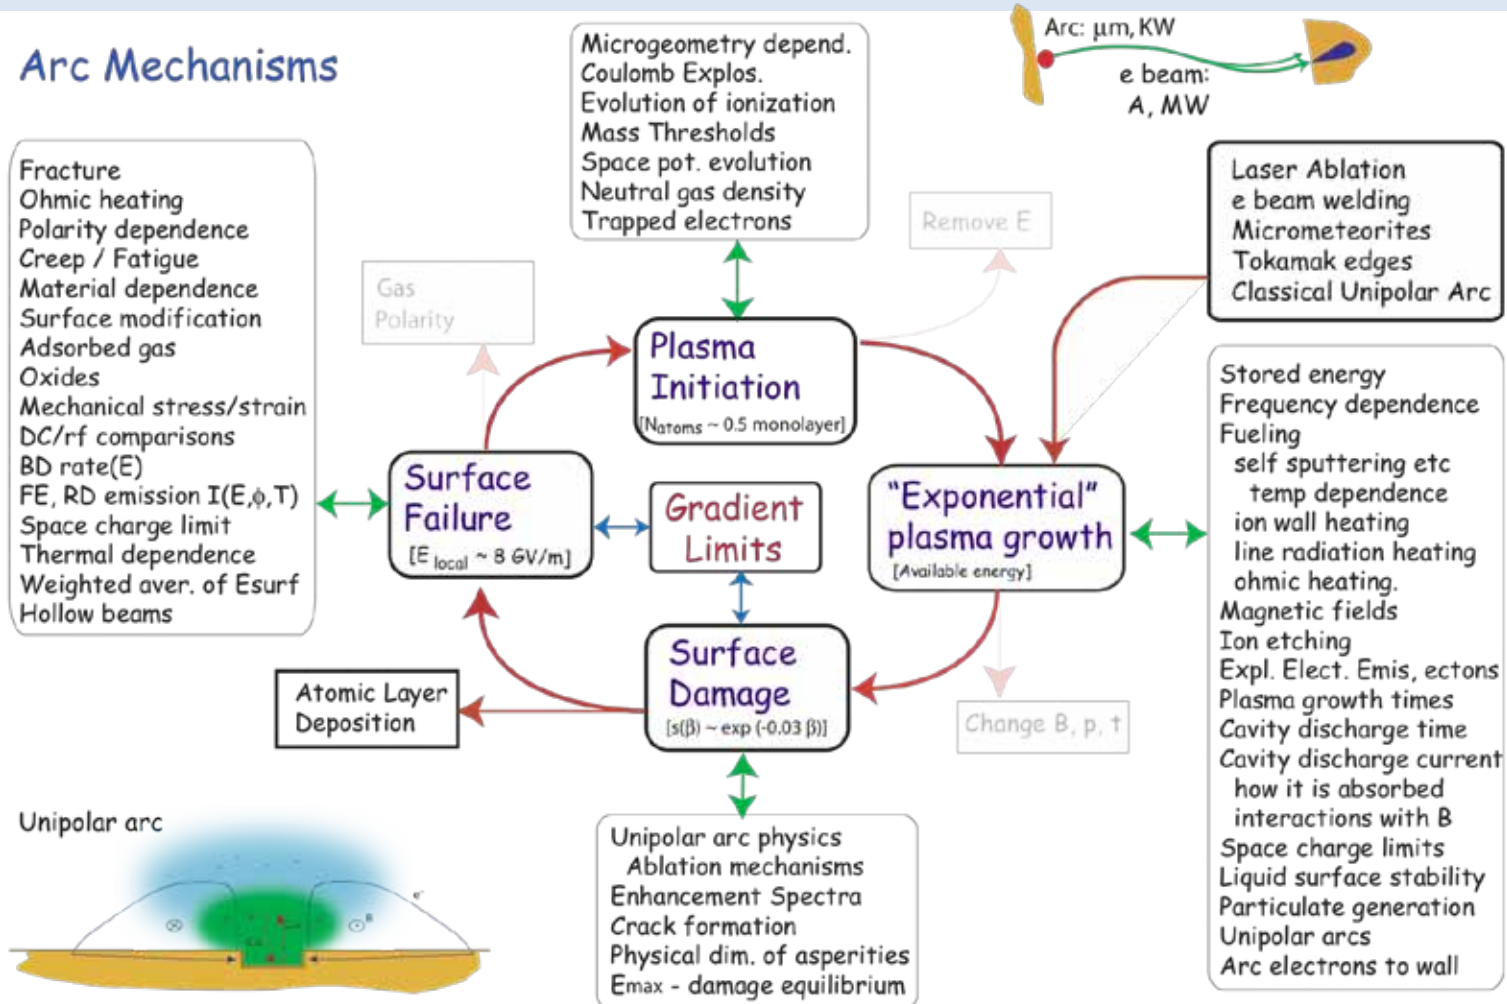 Arc Mechanisms
Microgeometry depend.
Coulomb Explos.
Evolution of ionization
Mass Thresholds
Space pot. evolution
Neutral gas density
Trapped electrons
Arc: μm, KW
e beam:
A, MW
Fracture
Ohmic heating
Polarity dependence
Creep / Fatigue
Material dependence
Surface modification
Adsorbed gas
Oxides
Mechanical stress/strain
DC/rf comparisons
BD rate(E)
FE, RD emission I(E,ϕ,T)
Space charge limit
Thermal dependence
Weighted aver. of Esurf
Hollow beams
Gas
Polarity
Remove E
Laser Ablation
e beam welding
Micrometeorites
Tokamak edges
Classical Unipolar Arc
Plasma
Initiation
[Natoms ~ 0.5 monolayer]
Surface
Failure
[E local ~ 8 GV/m]
Gradient
Limits
"Exponential"
plasma growth
[Available energy]
Surface
Damage
[s(β) ~ exp (-0.03 β)]
Atomic Layer
Deposition
Change B, p, t
Stored energy
Frequency dependence
Fueling
self sputtering etc
temp dependence
ion wall heating
line radiation heating
ohmic heating.
Magnetic fields
Ion etching
Expl. Elect. Emis, ectons
Plasma growth times
Cavity discharge time
Cavity discharge current
how it is absorbed
interactions with B
Space charge limits
Liquid surface stability
Particulate generation
Unipolar arcs
Arc electrons to wall
Unipolar arc
e-
B
Unipolar arc physics
Ablation mechanisms
Enhancement Spectra
Crack formation
Physical dim. of asperities
Emax - damage equilibrium